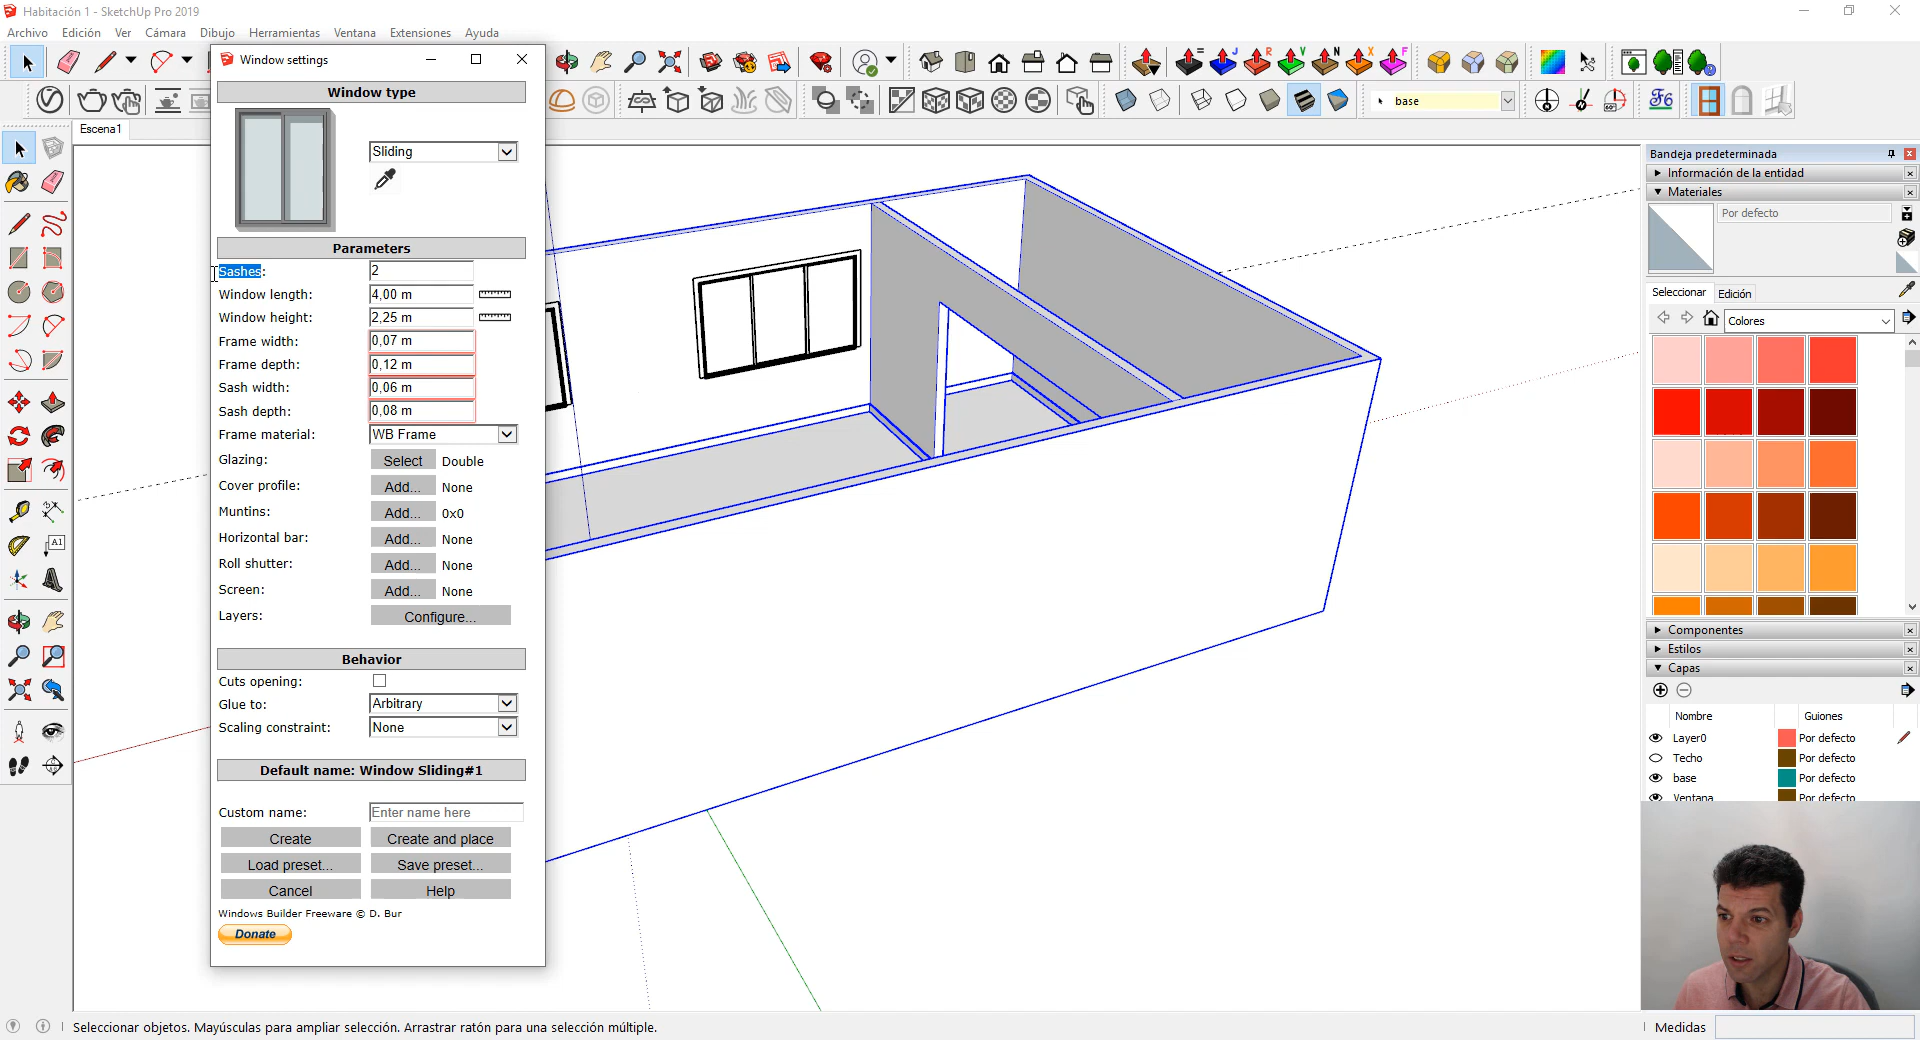 Habitación 1 - SketchUp Pro 2019
Archivo Edición Ver Cámara Dibujo Herramientas Ventana Extensiones Ayuda
Window settings
base
Escena1
Window type
Sliding
Parameters
Sashes: 2
Window length: 4,00 m
Window height: 2,25 m
Frame width: 0,07 m
Frame depth: 0,12 m
Sash width: 0,06 m
Sash depth: 0,08 m
Frame material: WB Frame
Glazing: Select Double
Cover profile: Add... None
Muntins: Add... 0x0
Horizontal bar: Add... None
Roll shutter: Add... None
Screen: Add... None
Layers: Configure...
Behavior
Cuts opening:
Glue to: Arbitrary
Scaling constraint: None
Default name: Window Sliding#1
Custom name: Enter name here
Create Create and place
Load preset... Save preset...
Cancel Help
Windows Builder Freeware © D. Bur
Donate
Bandeja predeterminada
Información de la entidad
Materiales
Por defecto
Seleccionar Edición
Colores
Componentes
Estilos
Capas
Nombre Guiones
Layer0 Por defecto
Techo Por defecto
base Por defecto
Ventana Por defecto
Seleccionar objetos. Mayúsculas para ampliar selección. Arrastrar ratón para una selección múltiple.
Medidas